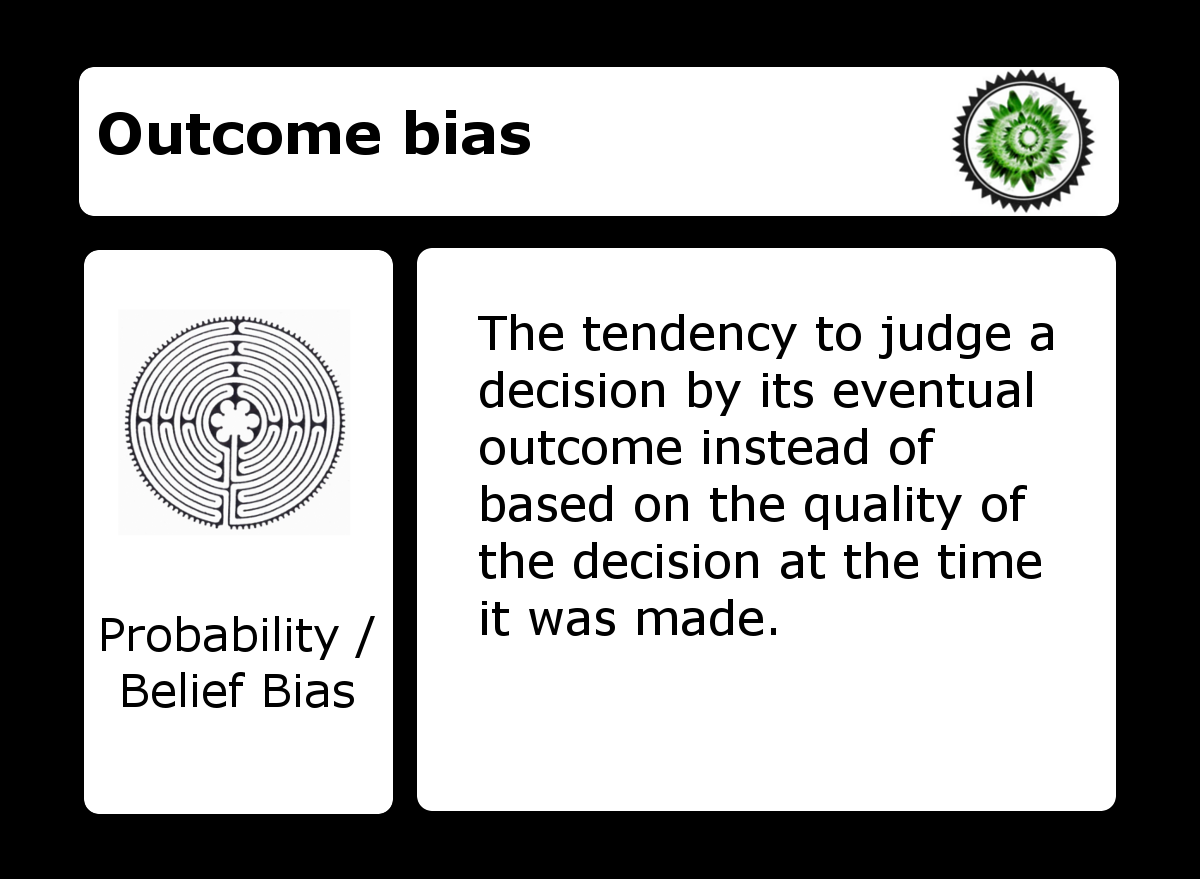 Outcome bias
Probability /
Belief Bias
The tendency to judge a
decision by its eventual
outcome instead of
based on the quality of
the decision at the time
it was made.